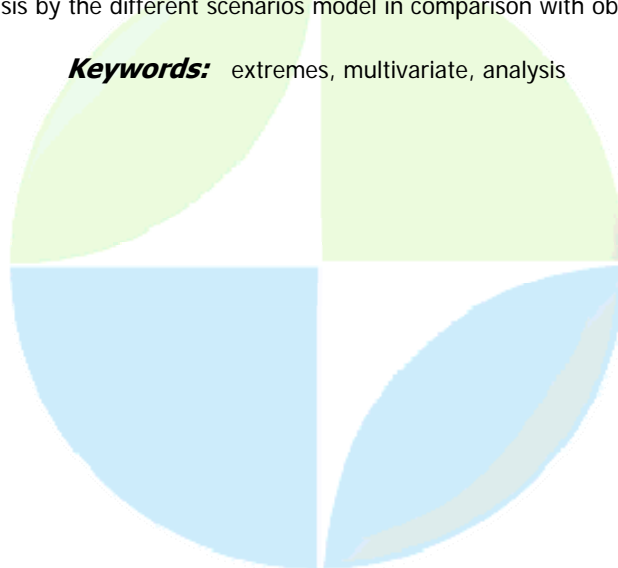 sis by the different scenarios model in comparison with ob
Keywords: extremes, multivariate, analysis